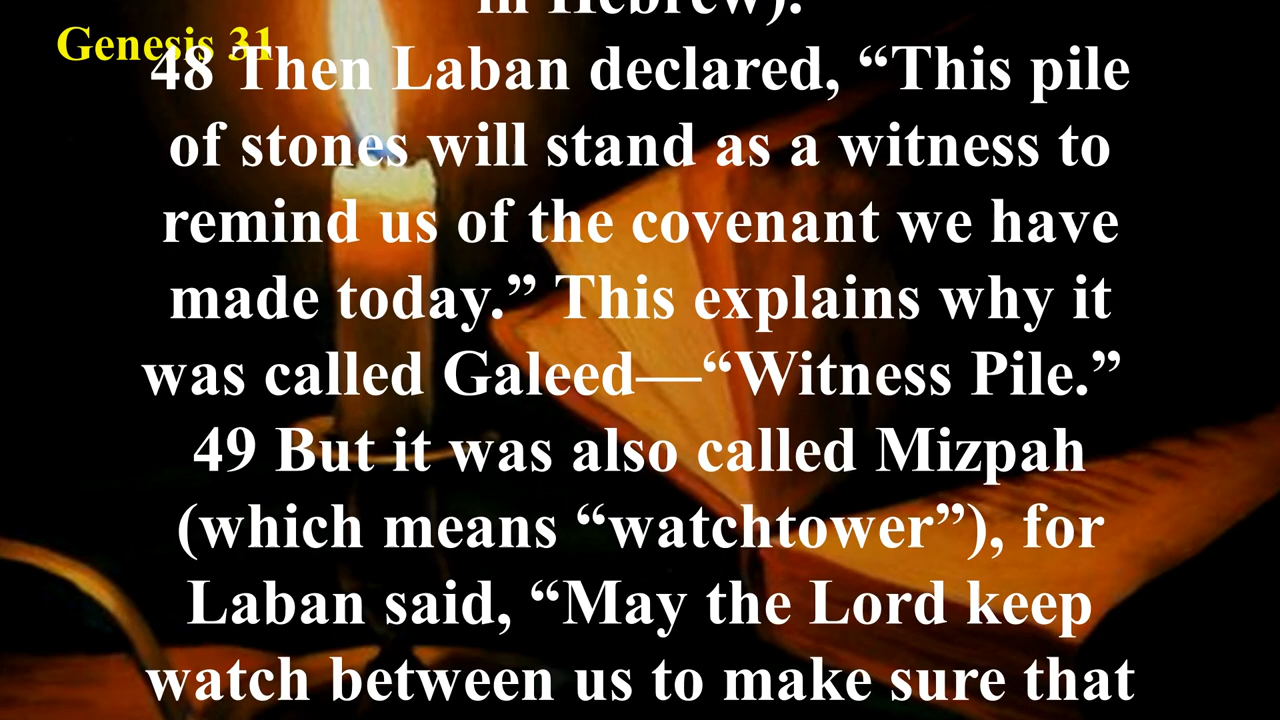 in Hebrew).
Genesis 31
48 Then Laban declared, “This pile
of stones will stand as a witness to
remind us of the covenant we have
made today.” This explains why it
was called Galeed—“Witness Pile.”
49 But it was also called Mizpah
(which means “watchtower”), for
Laban said, “May the Lord keep
watch between us to make sure that